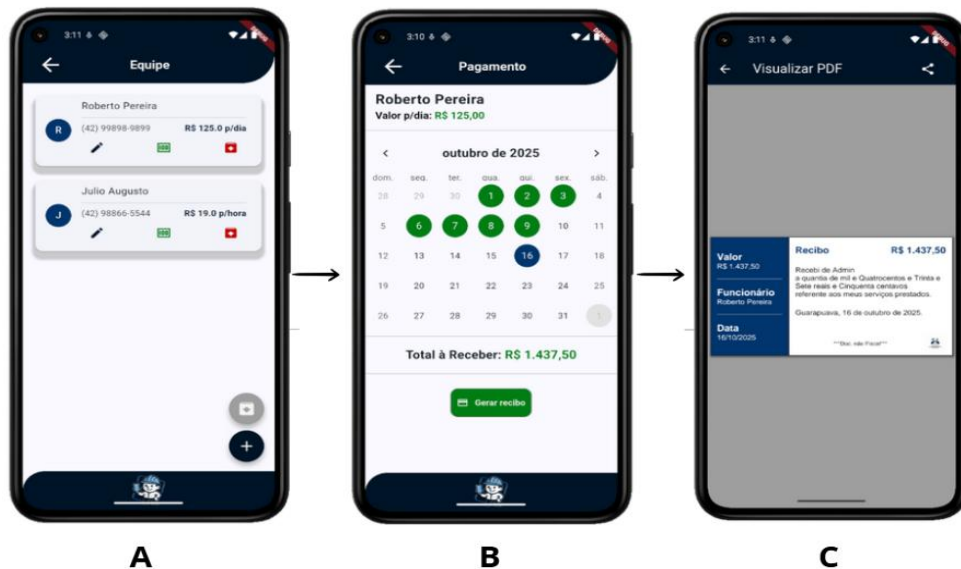 3:11
DEBUG
Equipe
Roberto Pereira
R
(42) 99898-9899
R$ 125.0 p/dia
Julio Augusto
J
(42) 98866-5544
R$ 19.0 p/hora
+
A
3:10
DEBUG
Pagamento
Roberto Pereira
Valor p/dia: R$ 125,00
< outubro de 2025 >
dom. seg. ter. qua. qui. sex. sáb.
28 29 30 1 2 3 4
5 6 7 8 9 10 11
12 13 14 15 16 17 18
19 20 21 22 23 24 25
26 27 28 29 30 31 1
Total à Receber: R$ 1.437,50
Gerar recibo
B
3:11
DEBUG
Visualizar PDF
Valor
R$ 1.437,50
Funcionário
Roberto Pereira
Data
16/10/2025
Recibo R$ 1.437,50
Recebi de Admin
a quantia de mil e Quatrocentos e Trinta e
Sete reais e Cinquenta centavos
referente aos meus serviços prestados.
Guarapuava, 16 de outubro de 2025.
**Doc. não Fiscal**
C